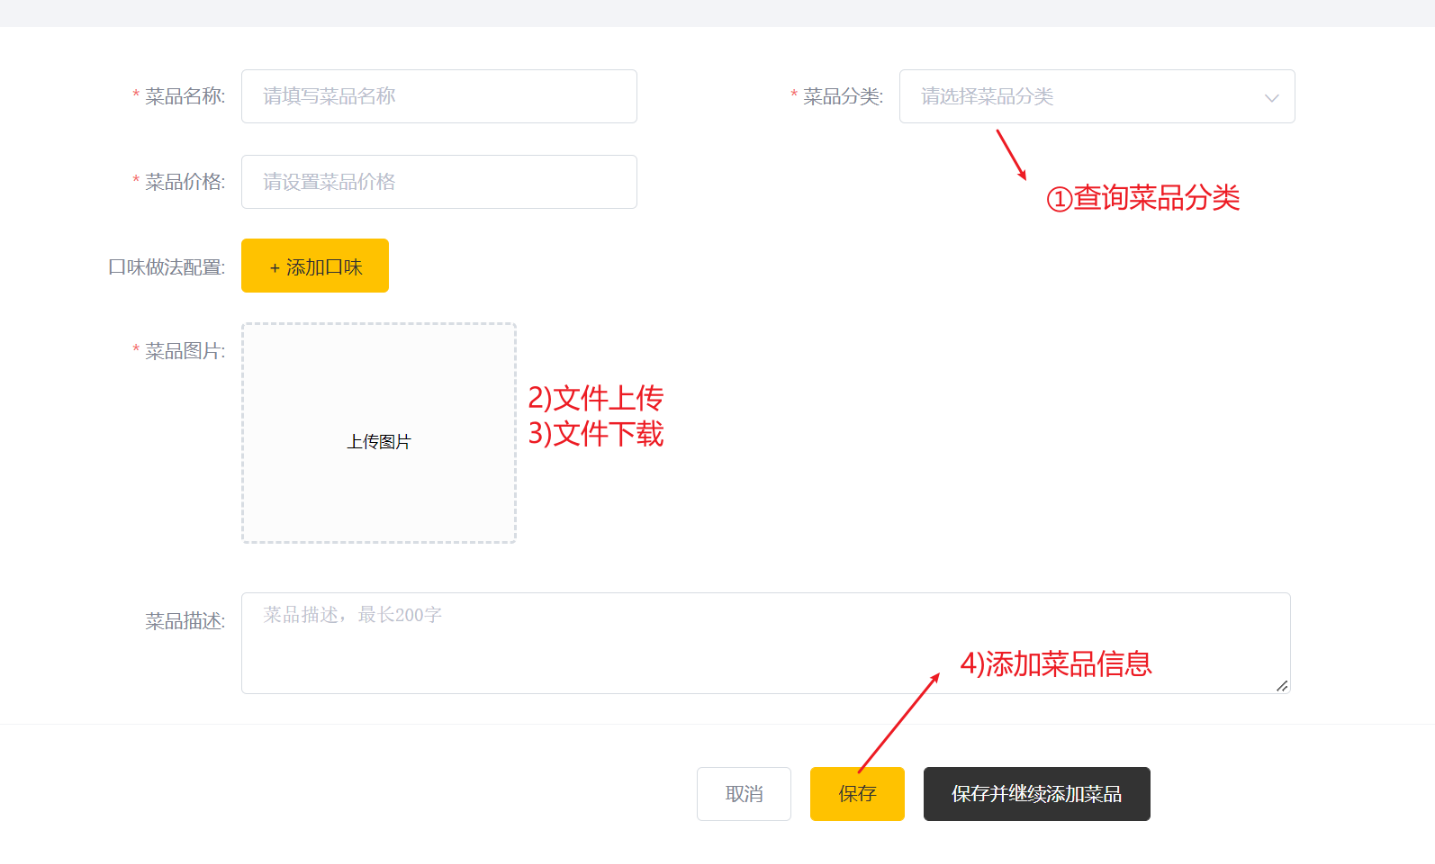 * 菜品名称: 请填写菜品名称
* 菜品分类: 请选择菜品分类
* 菜品价格: 请设置菜品价格
①查询菜品分类
口味做法配置: + 添加口味
* 菜品图片:
上传图片
2)文件上传
3)文件下载
菜品描述: 菜品描述，最长200字
4)添加菜品信息
取消 保存 保存并继续添加菜品